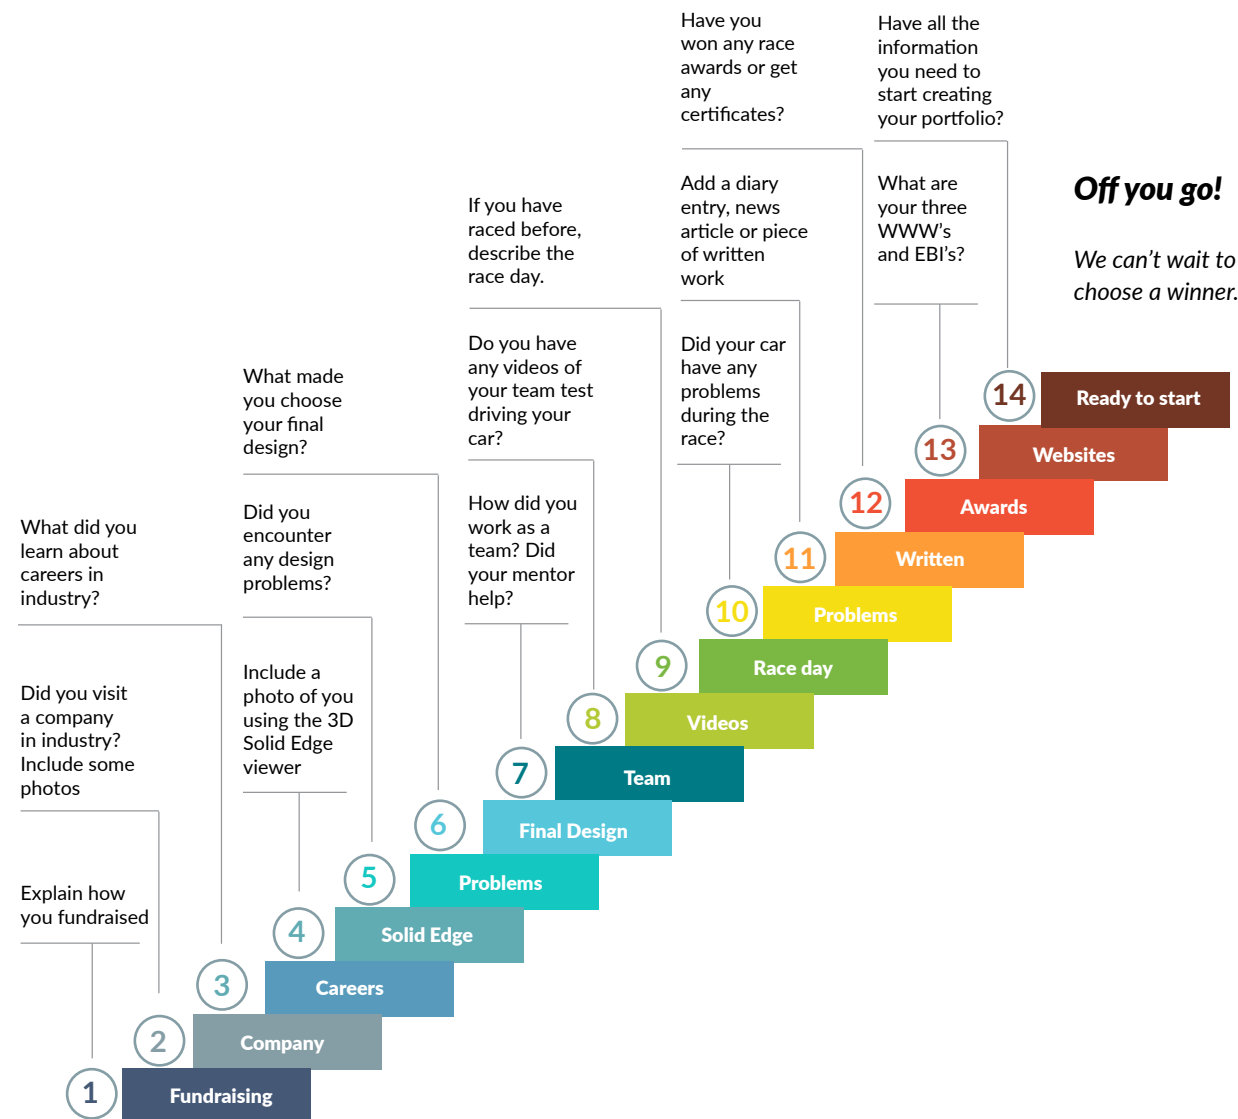 Have you
won any race
awards or get
any
certificates?
Have all the
information
you need to
start creating
your portfolio?
Off you go!
We can't wait to
choose a winner.
If you have
raced before,
describe the
race day.
Add a diary
entry, news
article or piece
of written
work
What are
your three
WWW's
and EBI's?
What made
you choose
your final
design?
Do you have
any videos of
your team test
driving your
car?
Did your car
have any
problems
during the
race?
What did you
learn about
careers in
industry?
Did you
encounter
any design
problems?
How did you
work as a
team? Did
your mentor
help?
Did you visit
a company
in industry?
Include some
photos
Include a
photo of you
using the 3D
Solid Edge
viewer
Explain how
you fundraised
14 Ready to start
13 Websites
12 Awards
11 Written
10 Problems
9 Race day
8 Videos
7 Team
6 Final Design
5 Problems
4 Solid Edge
3 Careers
2 Company
1 Fundraising